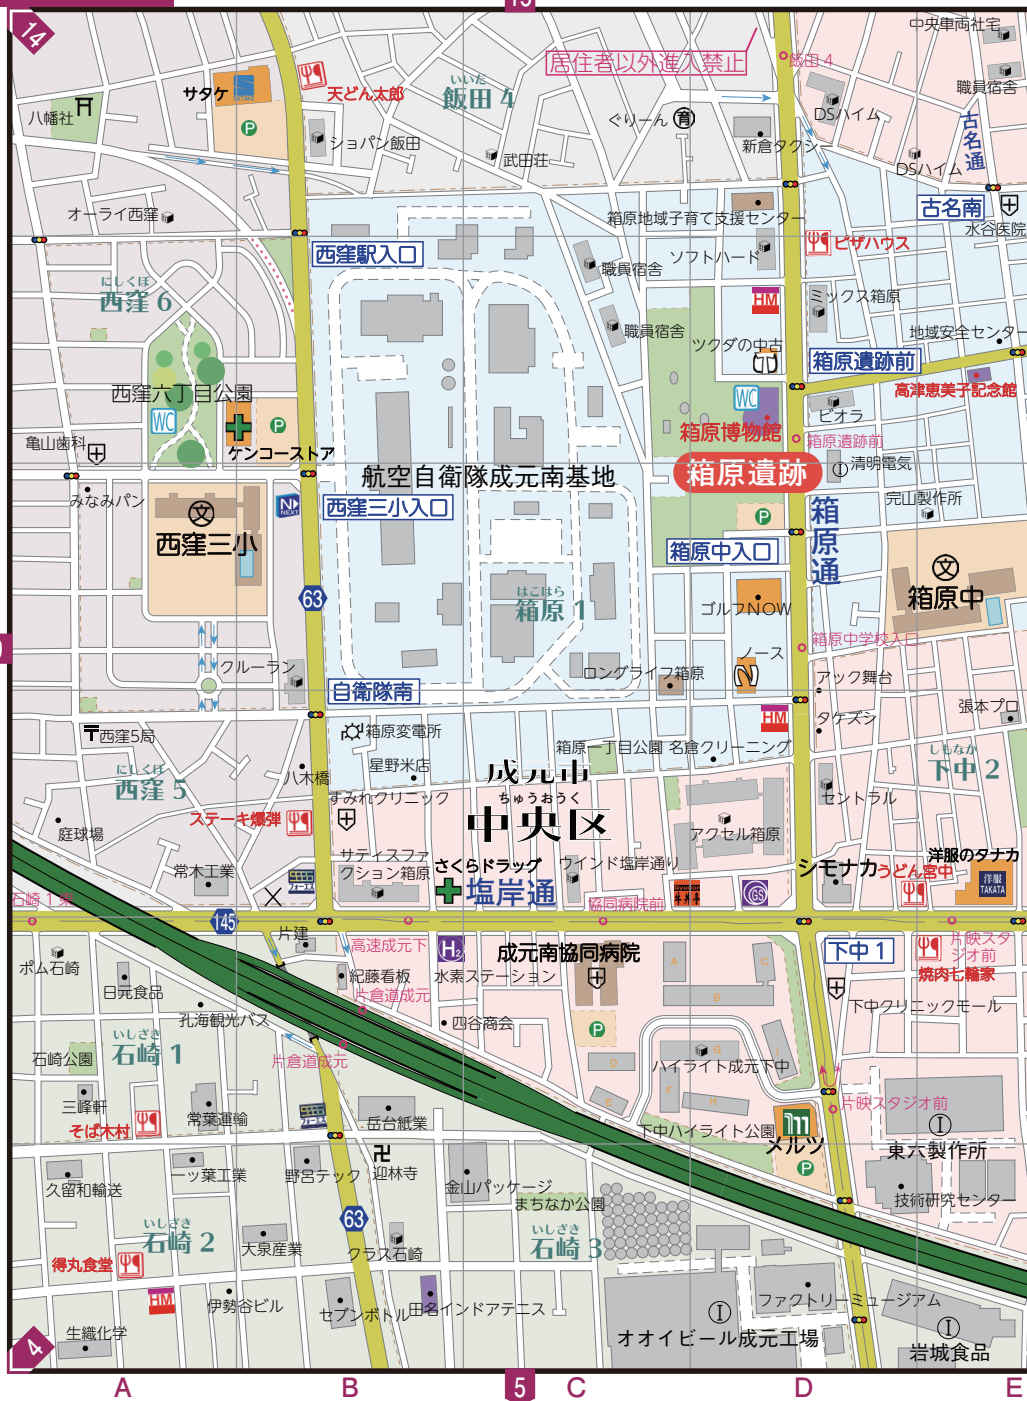 13
14
中央車両社宅
居住者以外進入禁止
飯田4
職員宿舎
サタケ
天どん太郎
いいだ
飯田 4
DSハイム
八幡社
P
ショパン飯田
ぐりーん
育
新倉タクシー
古名通
武田荘
DSハイム
オーライ西窪
箱原地域子育て支援センター
古名南
水谷医院
西窪駅入口
ソフトハード
ピザハウス
職員宿舎
にしくぼ
西窪 6
HM
ミックス箱原
職員宿舎
ツクダの中古
地域安全センター
箱原遺跡前
西窪六丁目公園
WC
高津恵美子記念館
WC
P
ビオラ
亀山歯科
ケンコーストア
箱原博物館
箱原遺跡前
航空自衛隊成元南基地
箱原遺跡
清明電気
みなみパン
N
NEXT
西窪三小入口
箱原通
完山製作所
文
P
西窪三小
箱原中入口
文
はこはら
箱原 1
63
ゴルフNOW
箱原中
箱原中学校入口
クルーラン
ノース
ロングライフ箱原
アック舞台
自衛隊南
張本プロ
西窪5局
箱原変電所
HM
タケズシ
箱原一丁目公園
名倉クリーニング
しもなか
下中 2
にしくぼ
西窪 5
八木橋
星野米店
成元市
ちゅうおうく
中央区
すみれクリニック
セントラル
ステーキ爆弾
庭球場
アクセル箱原
サティスファ
クション箱原
さくらドラッグ
ウインド塩岸通り
シモナカ
洋服のタナカ
うどん宮中
常木工業
フォーエス
塩岸通
GS
洋服
TAKATA
石崎1東
協同病院前
145
片建
高速成元下
H2
成元南協同病院
下中 1
片映スタ
ジオ前
ポム石崎
紀藤看板
水素ステーション
A
C
焼肉七輪家
日元食品
片倉道成元
B
下中クリニックモール
孔海観光バス
四谷商会
いしざき
石崎 1
P
石崎公園
片倉道成元
D
G
I
ハイライト成元下中
F
三峰軒
E
H
片映スタジオ前
そば木村
常葉運輸
フォーエス
岳台紙業
下中ハイライト公園
メルツ
東六製作所
久留和輸送
一ツ葉工業
野呂テック
迎林寺
金山パッケージ
P
まちなか公園
技術研究センター
いしざき
石崎 2
63
いしざき
石崎 3
大泉産業
クラス石崎
得丸食堂
HM
伊勢谷ビル
セブンボトル
田名インドアテニス
ファクトリーミュージアム
生織化学
オオイビール成元工場
岩城食品
4
5
A
B
C
D
E